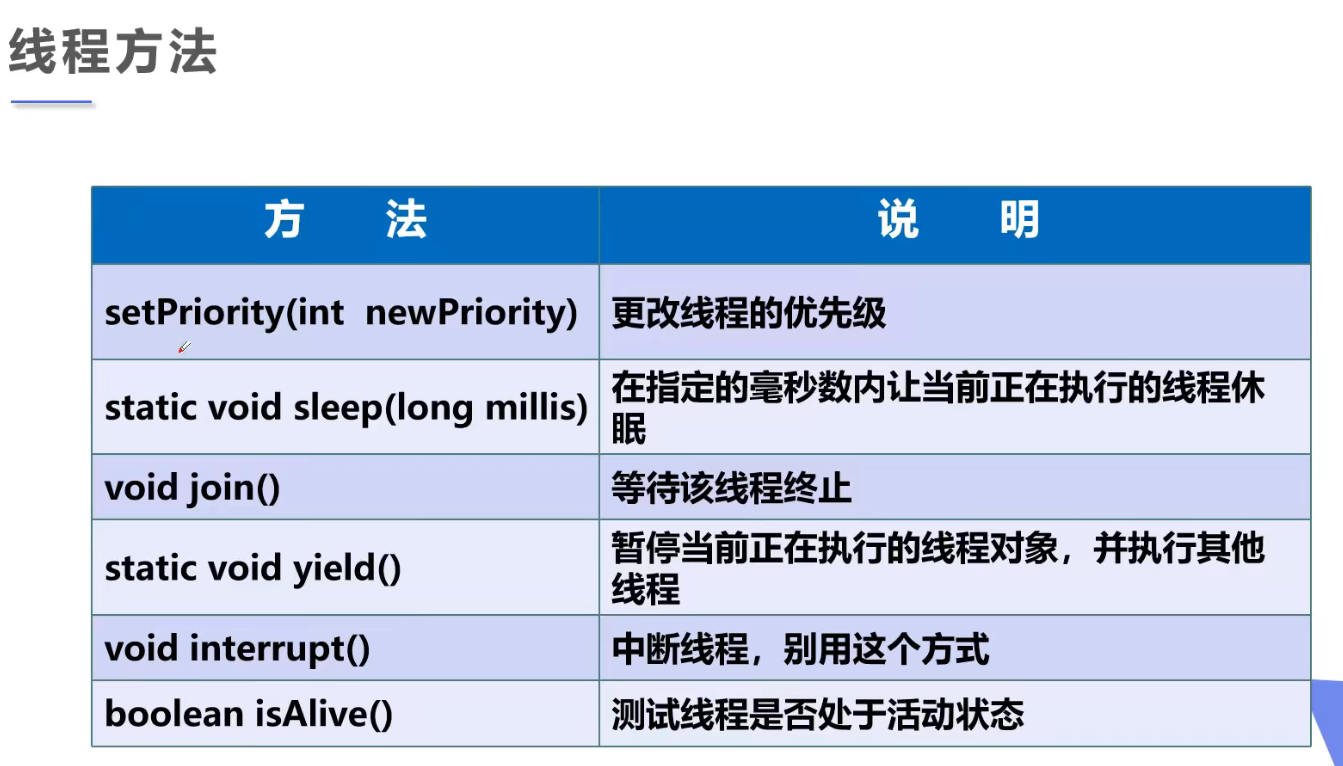 线程方法
方 法
说 明
setPriority(int newPriority)
更改线程的优先级
static void sleep(long millis)
在指定的毫秒数内让当前正在执行的线程休
眠
void join()
等待该线程终止
static void yield()
暂停当前正在执行的线程对象，并执行其他
线程
void interrupt()
中断线程，别用这个方式
boolean isAlive()
测试线程是否处于活动状态